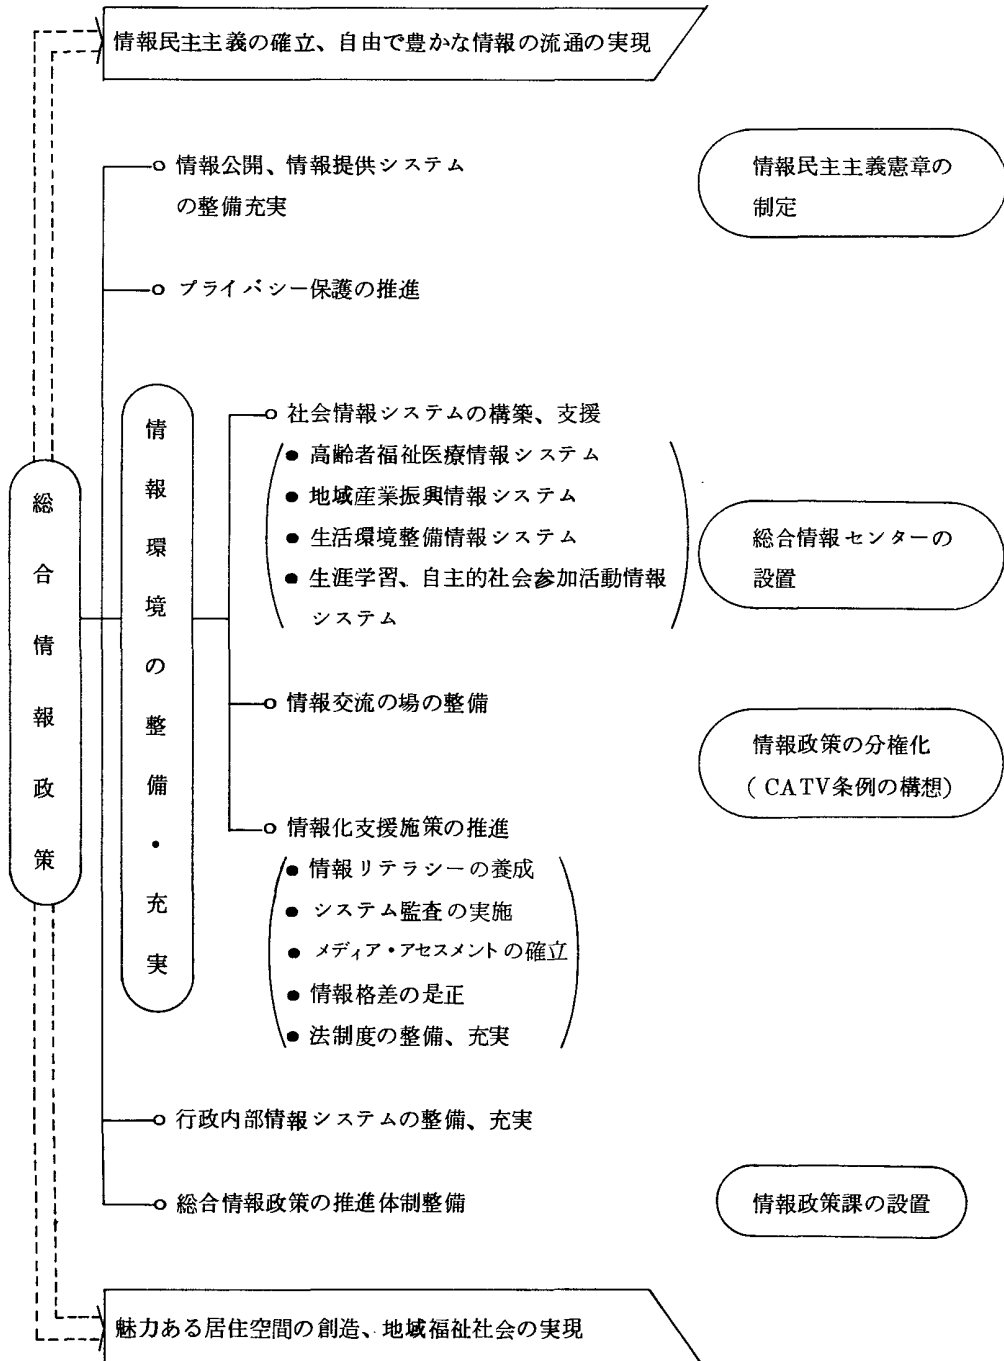 情報民主主義の確立、自由で豊かな情報の流通の実現
情報公開、情報提供システム
の整備充実
情報民主主義憲章の
制定
プライバシー保護の推進
総合情報政策
情報環境の整備・充実
社会情報システムの構築、支援
● 高齢者福祉医療情報システム
● 地域産業振興情報システム
● 生活環境整備情報システム
● 生涯学習、自主的社会参加活動情報
システム
総合情報センターの
設置
情報交流の場の整備
情報政策の分権化
(CATV条例の構想)
情報化支援施策の推進
● 情報リテラシーの養成
● システム監査の実施
● メディア・アセスメントの確立
● 情報格差の是正
● 法制度の整備、充実
行政内部情報システムの整備、充実
総合情報政策の推進体制整備
情報政策課の設置
魅力ある居住空間の創造、地域福祉社会の実現